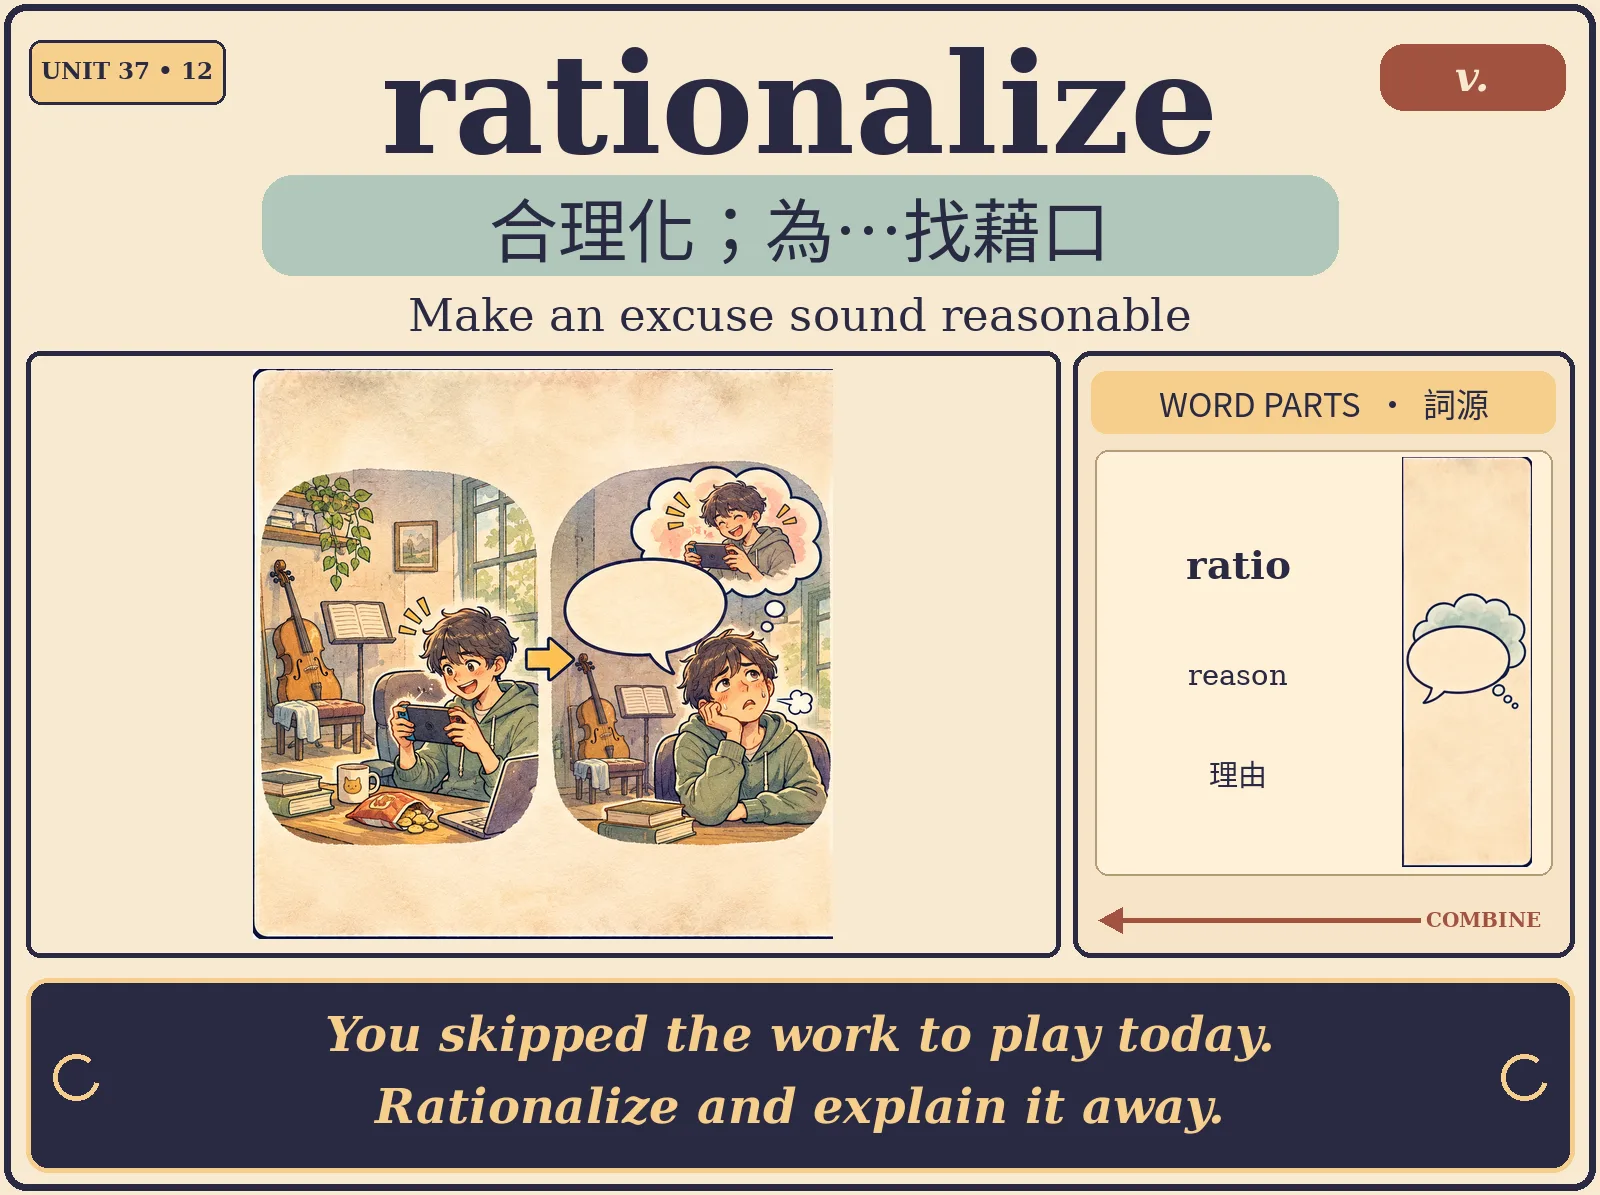 UNIT 37 • 12
rationalize
v.
合理化；為…找藉口
Make an excuse sound reasonable
WORD PARTS ・ 詞源
ratio
reason
理由
COMBINE
You skipped the work to play today.
Rationalize and explain it away.